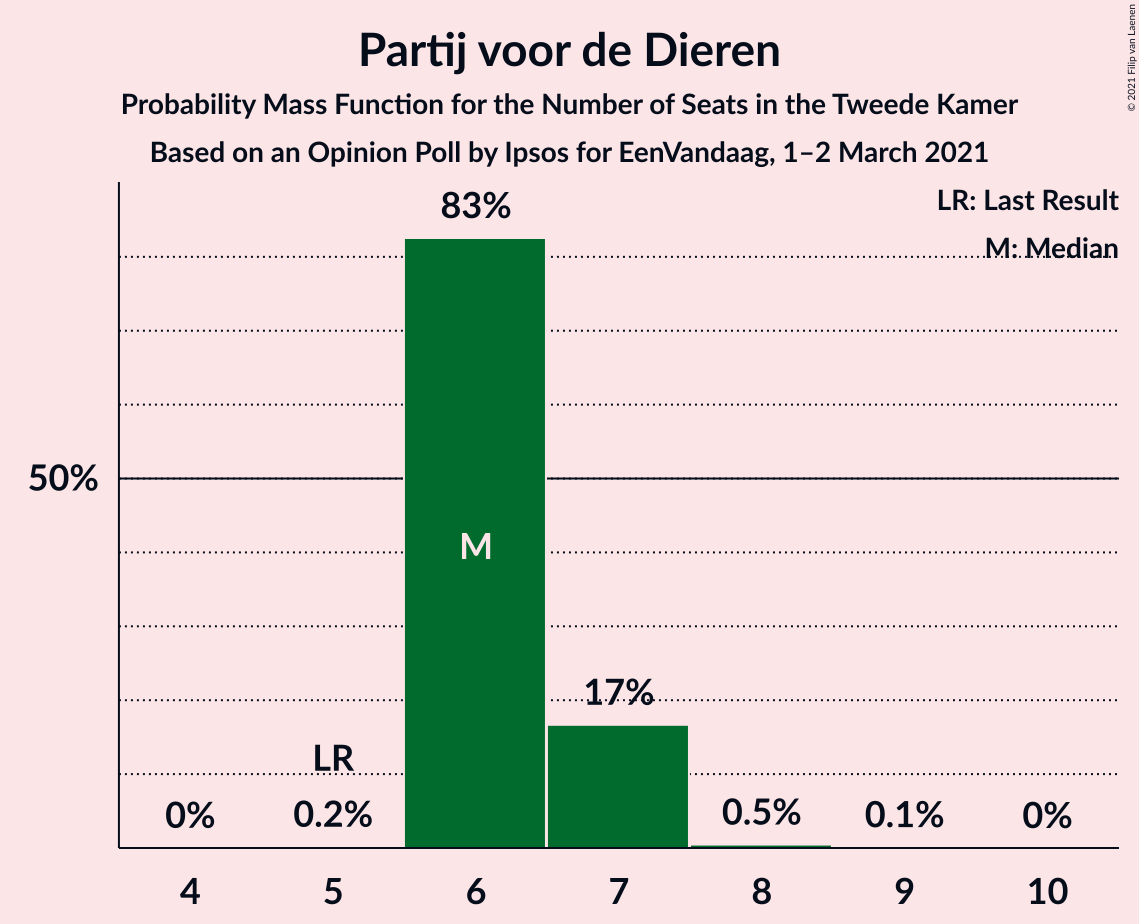 Partij voor de Dieren
Probability Mass Function for the Number of Seats in the Tweede Kamer
Based on an Opinion Poll by Ipsos for EenVandaag, 1–2 March 2021
© 2021 Filip van Laenen
LR: Last Result
M: Median
83%
50%
M
17%
LR
0%
0.2%
0.5%
0.1%
0%
4 5 6 7 8 9 10